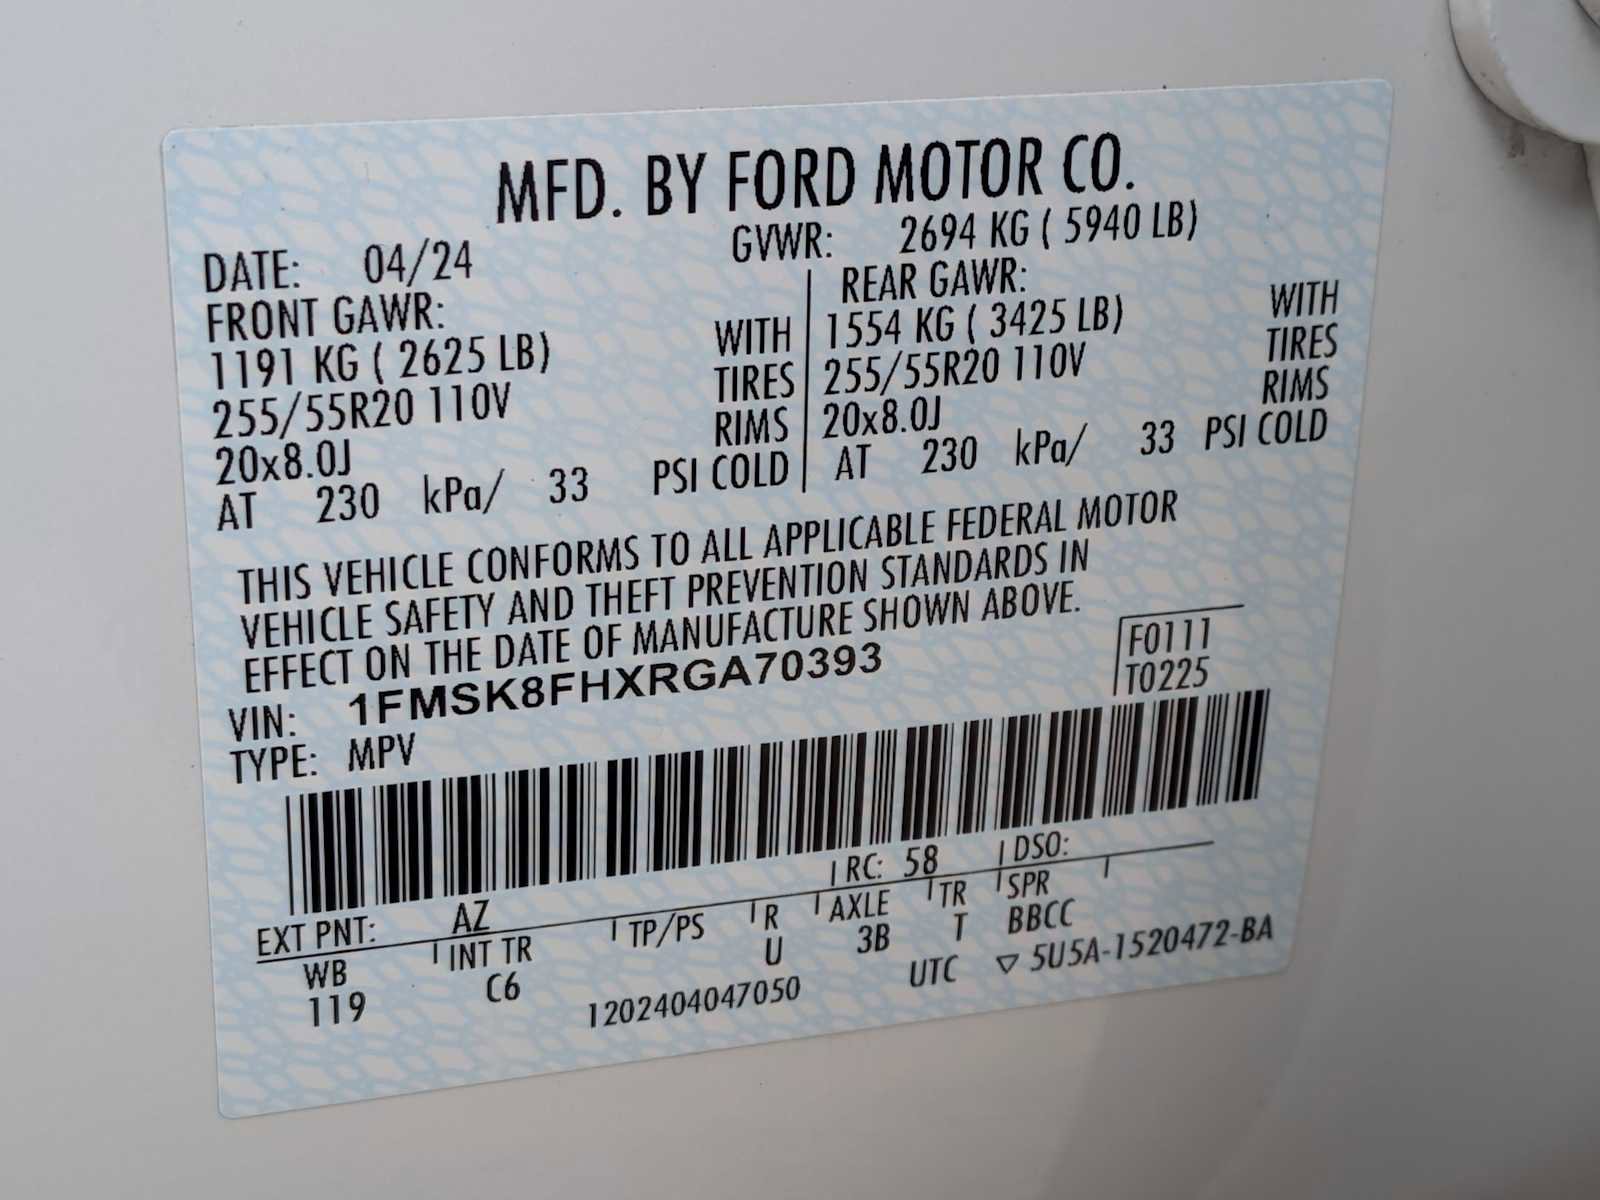 MFD. BY FORD MOTOR CO.
DATE: 04/24 GVWR: 2694 KG ( 5940 LB)
FRONT GAWR: REAR GAWR:
1191 KG ( 2625 LB) WITH 1554 KG ( 3425 LB) WITH
255/55R20 110V TIRES 255/55R20 110V TIRES
20x8.0J RIMS 20x8.0J RIMS
AT 230 kPa/ 33 PSI COLD AT 230 kPa/ 33 PSI COLD
THIS VEHICLE CONFORMS TO ALL APPLICABLE FEDERAL MOTOR
VEHICLE SAFETY AND THEFT PREVENTION STANDARDS IN
EFFECT ON THE DATE OF MANUFACTURE SHOWN ABOVE.
VIN: 1FMSK8FHXRGA70393 F0111
TYPE: MPV T0225
EXT PNT: AZ RC: 58 DSO:
WB INT TR TP/PS R AXLE TR SPR
119 C6 U 3B T BBCC
1202404047050 UTC ▽ 5U5A-1520472-BA